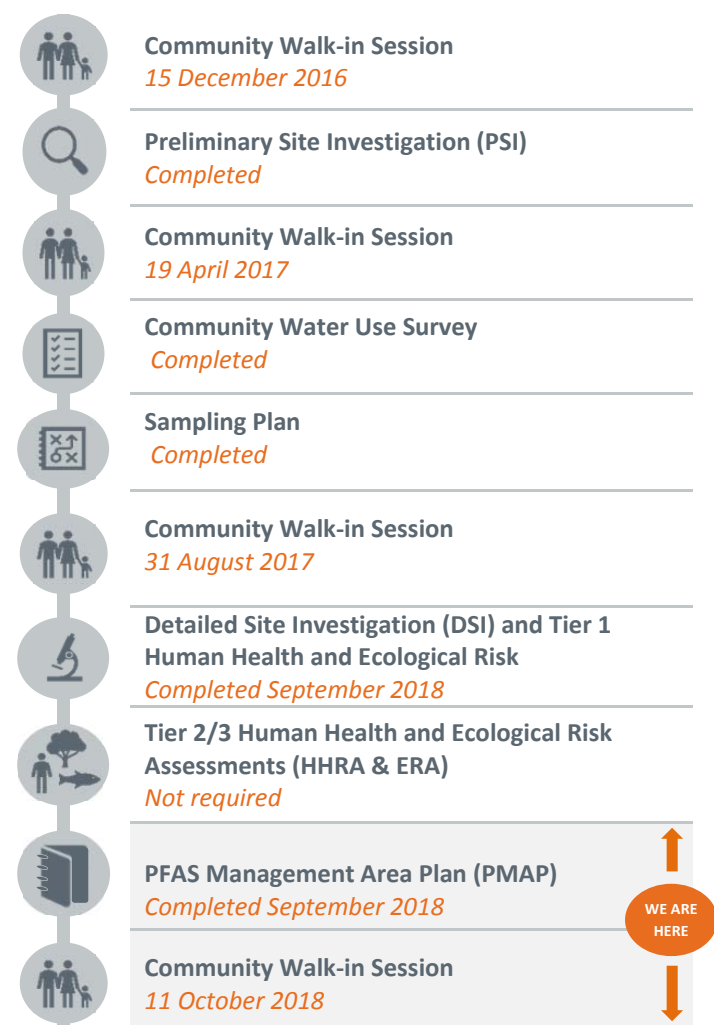 Community Walk-in Session
15 December 2016
Preliminary Site Investigation (PSI)
Completed
Community Walk-in Session
19 April 2017
Community Water Use Survey
Completed
Sampling Plan
Completed
Community Walk-in Session
31 August 2017
Detailed Site Investigation (DSI) and Tier 1
Human Health and Ecological Risk
Completed September 2018
Tier 2/3 Human Health and Ecological Risk
Assessments (HHRA & ERA)
Not required
PFAS Management Area Plan (PMAP)
Completed September 2018
WE ARE
HERE
Community Walk-in Session
11 October 2018